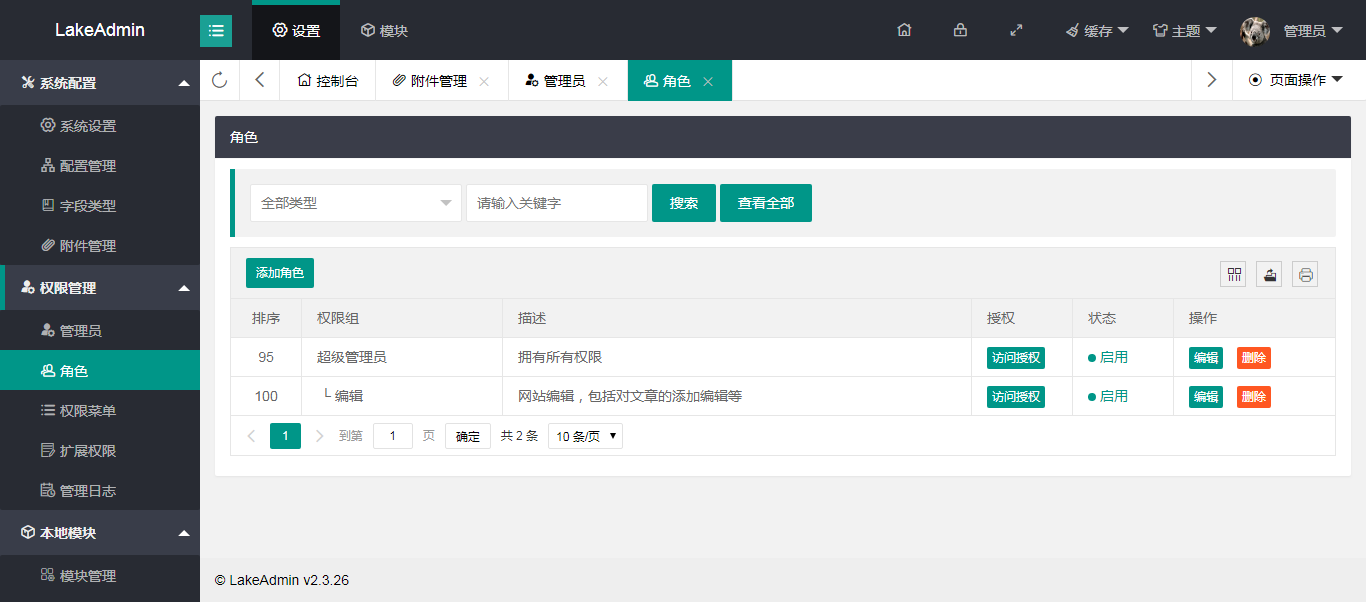 LakeAdmin 设置 模块 缓存 主题 管理员
系统配置
系统设置
配置管理
字段类型
附件管理
权限管理
管理员
角色
权限菜单
扩展权限
管理日志
本地模块
模块管理
控制台 附件管理 管理员 角色 页面操作
角色
全部类型 请输入关键字 搜索 查看全部
添加角色
排序 权限组 描述 授权 状态 操作
95 超级管理员 拥有所有权限 访问授权 启用 编辑 删除
100 └ 编辑 网站编辑，包括对文章的添加编辑等 访问授权 启用 编辑 删除
1 到第 1 页 确定 共 2 条 10 条/页
© LakeAdmin v2.3.26